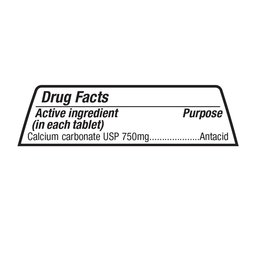 Drug Facts
Active ingredient Purpose
(in each tablet)
Calcium carbonate USP 750mg....................Antacid